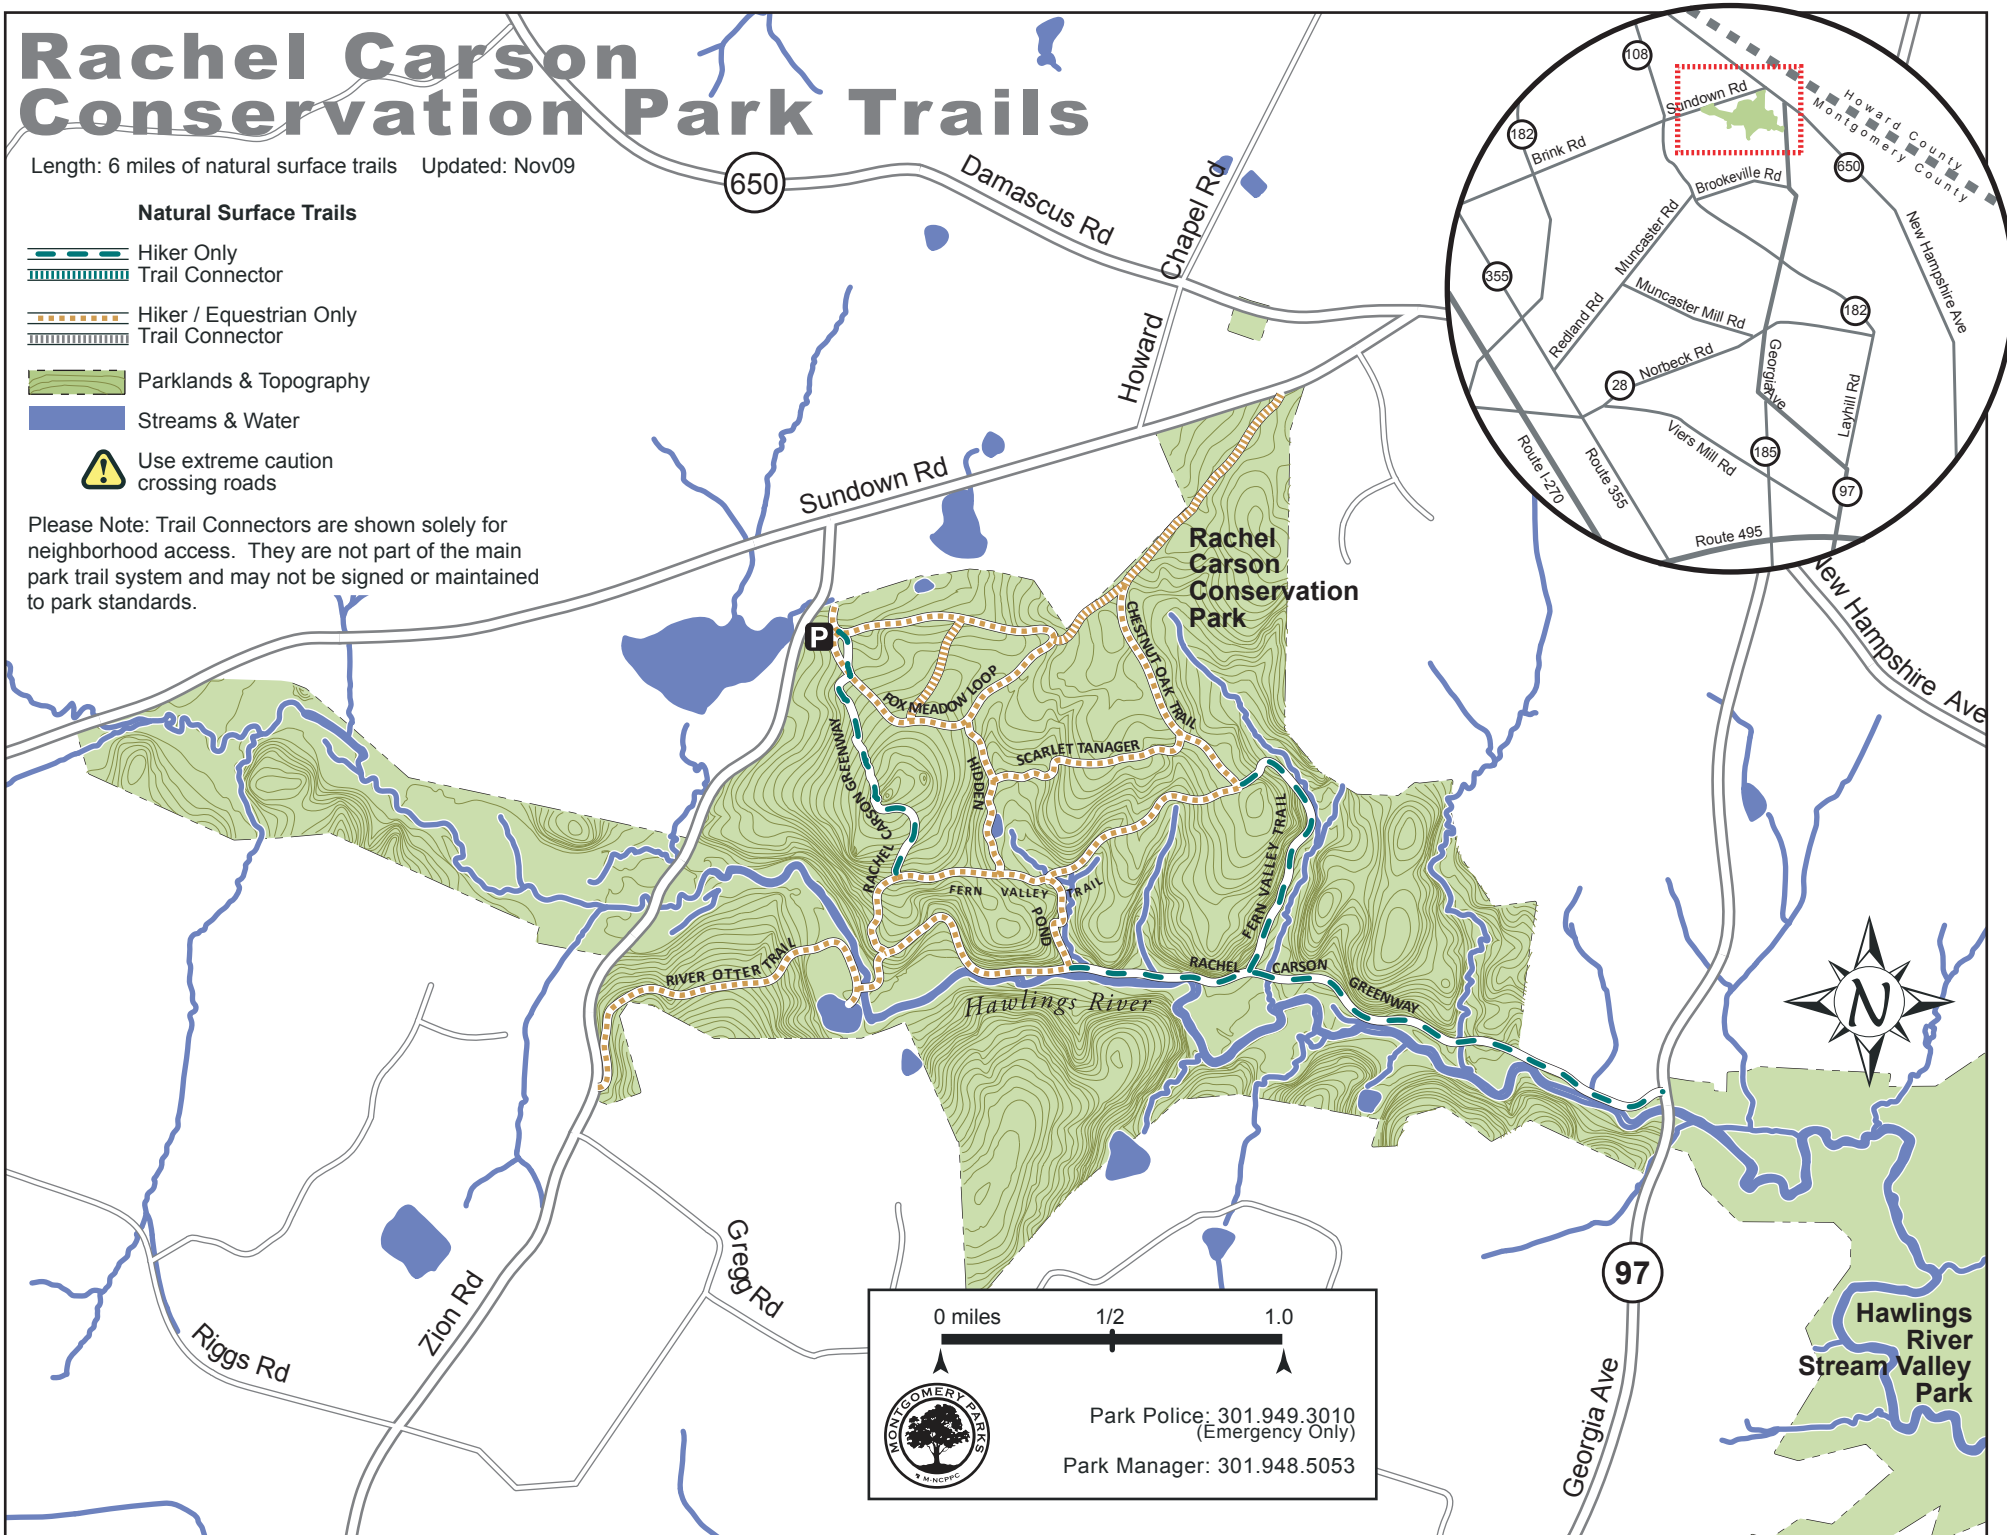 Rachel Carson
Conservation Park Trails
Length: 6 miles of natural surface trails Updated: Nov09
Natural Surface Trails
Hiker Only
Trail Connector
Hiker / Equestrian Only
Trail Connector
Parklands & Topography
Streams & Water
!
Use extreme caution
crossing roads
Please Note: Trail Connectors are shown solely for
neighborhood access. They are not part of the main
park trail system and may not be signed or maintained
to park standards.
650
Damascus Rd
Howard Chapel Rd
Sundown Rd
Rachel
Carson
Conservation
Park
P
FOX MEADOW LOOP
CHESTNUT OAK TRAIL
SCARLET TANAGER
HIDDEN
POND
RACHEL CARSON GREENWAY
FERN VALLEY TRAIL
FERN VALLEY TRAIL
RIVER OTTER TRAIL
RACHEL CARSON GREENWAY
Hawlings River
N
New Hampshire Ave
97
Georgia Ave
Hawlings
River
Stream Valley
Park
Zion Rd
Gregg Rd
Riggs Rd
0 miles 1/2 1.0
MONTGOMERY PARKS
M-NCPPC
Park Police: 301.949.3010
(Emergency Only)
Park Manager: 301.948.5053
108
Sundown Rd
Howard County
Montgomery County
182
Brink Rd
650
Brookeville Rd
Muncaster Rd
New Hampshire Ave
355
Muncaster Mill Rd
182
Redland Rd
Norbeck Rd
Georgia Ave
28
Layhill Rd
Viers Mill Rd
185
Route I-270
Route 355
97
Route 495